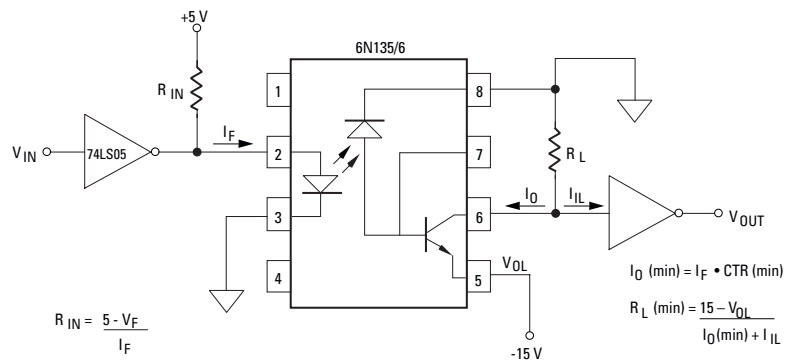 +5 V
6N135/6
R IN
1
8
I F
V IN
74LS05
2
7
R L
3
6
I O
I IL
V OUT
4
5
V OL
I O (min) = I F • CTR (min)
R IN = 5 - V F / I F
R L (min) = 15 – V OL / I O (min) + I IL
-15 V